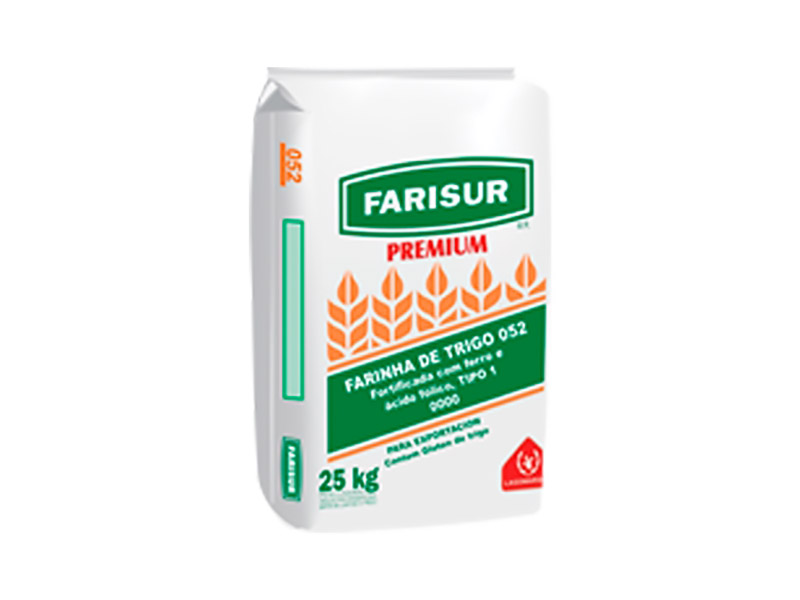 052
FARISUR
PREMIUM
FARINHA DE TRIGO 052
Fortificada com ferro e
ácido fólico, TIPO 1
0000
PARA EXPORTACION
Contem Gluten de trigo
25 kg
FARISUR